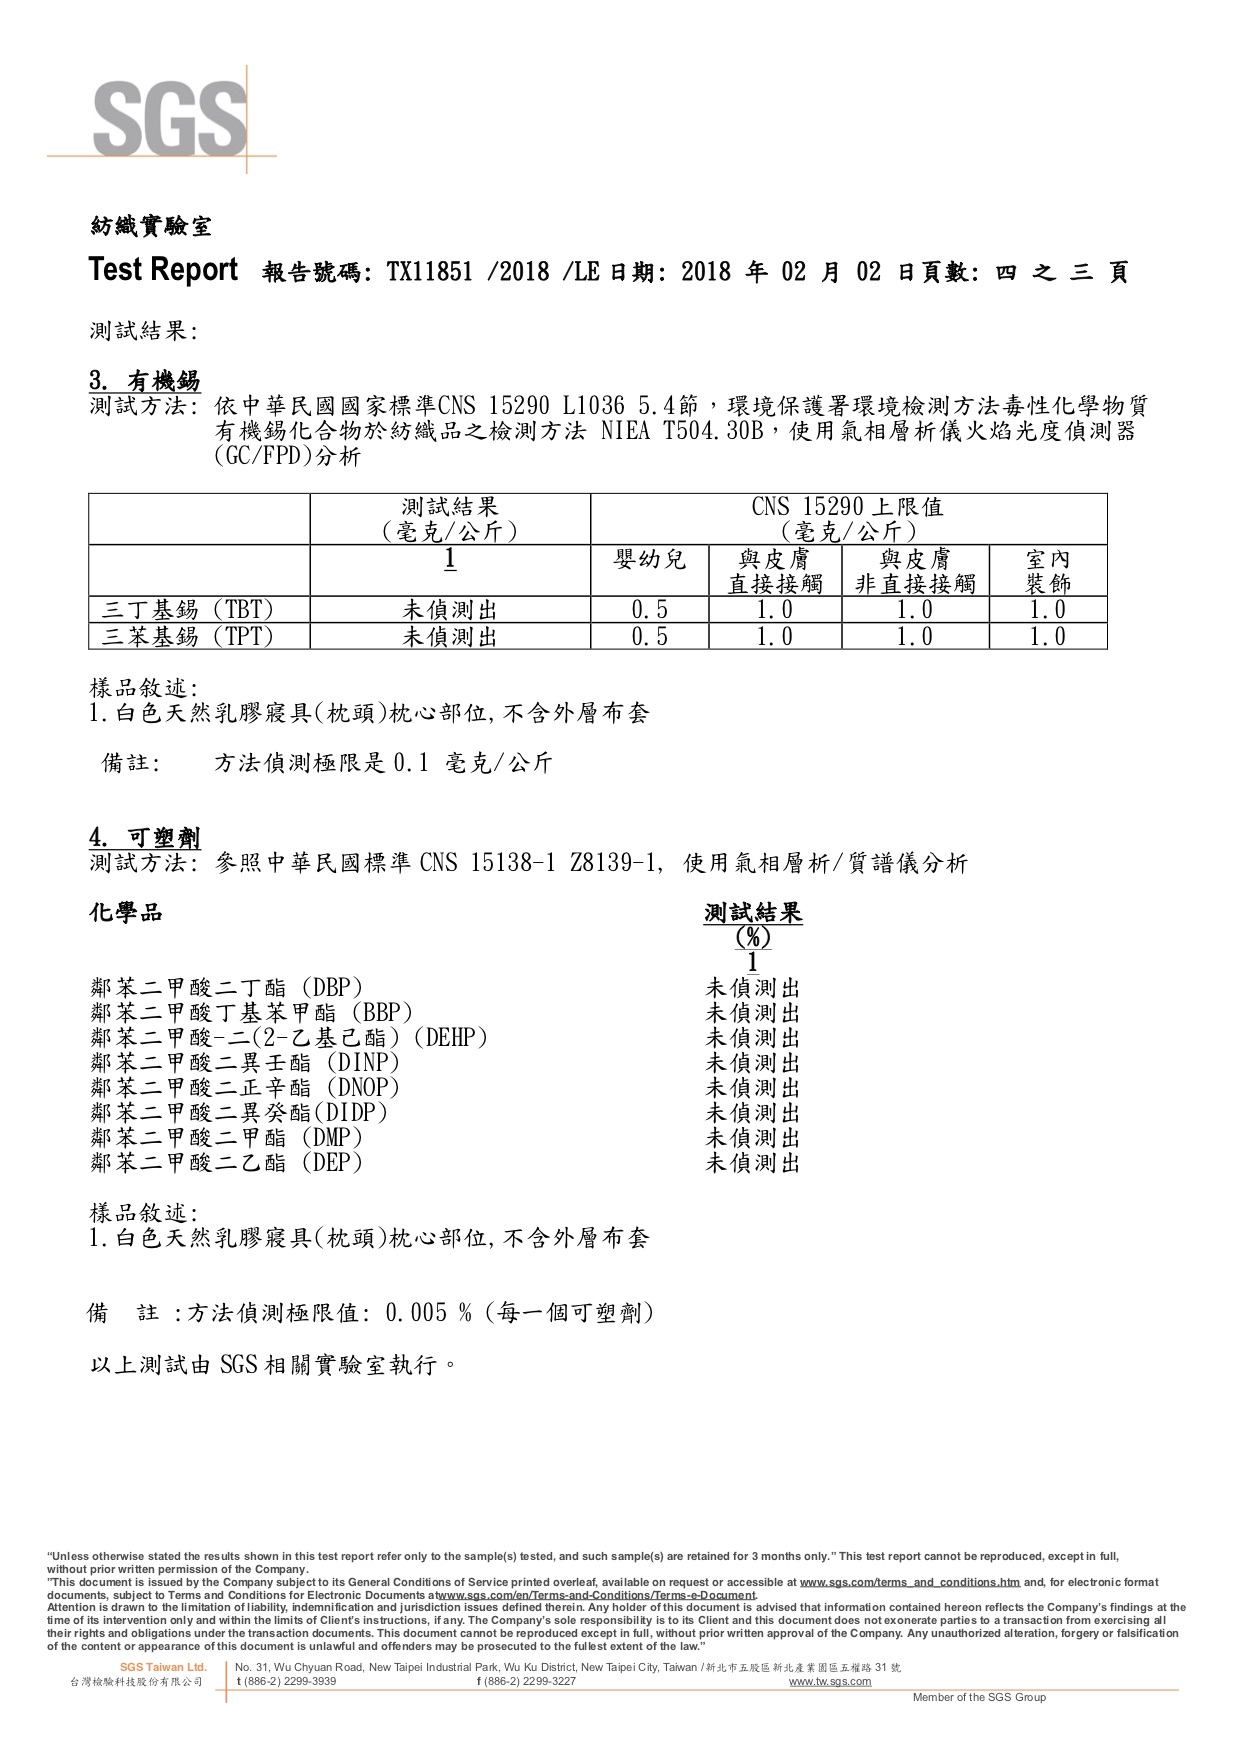 SGS
紡織實驗室
Test Report 報告號碼: TX11851 /2018 /LE 日期: 2018 年 02 月 02 日頁數: 四 之 三 頁
測試結果:
3. 有機錫
測試方法: 依中華民國國家標準CNS 15290 L1036 5.4節，環境保護署環境檢測方法毒性化學物質
有機錫化合物於紡織品之檢測方法 NIEA T504.30B，使用氣相層析儀火焰光度偵測器
(GC/FPD)分析
測試結果 CNS 15290 上限值
(毫克/公斤) (毫克/公斤)
1 嬰幼兒 與皮膚 與皮膚 室內
直接接觸 非直接接觸 裝飾
三丁基錫 (TBT) 未偵測出 0.5 1.0 1.0 1.0
三苯基錫 (TPT) 未偵測出 0.5 1.0 1.0 1.0
樣品敘述:
1.白色天然乳膠寢具(枕頭)枕心部位,不含外層布套
備註: 方法偵測極限是 0.1 毫克/公斤
4. 可塑劑
測試方法: 參照中華民國標準 CNS 15138-1 Z8139-1, 使用氣相層析/質譜儀分析
化學品 測試結果
(%)
1
鄰苯二甲酸二丁酯 (DBP) 未偵測出
鄰苯二甲酸丁基苯甲酯 (BBP) 未偵測出
鄰苯二甲酸-二(2-乙基己酯) (DEHP) 未偵測出
鄰苯二甲酸二異壬酯 (DINP) 未偵測出
鄰苯二甲酸二正辛酯 (DNOP) 未偵測出
鄰苯二甲酸二異癸酯(DIDP) 未偵測出
鄰苯二甲酸二甲酯 (DMP) 未偵測出
鄰苯二甲酸二乙酯 (DEP) 未偵測出
樣品敘述:
1.白色天然乳膠寢具(枕頭)枕心部位,不含外層布套
備 註 :方法偵測極限值: 0.005 % (每一個可塑劑)
以上測試由 SGS 相關實驗室執行。
“Unless otherwise stated the results shown in this test report refer only to the sample(s) tested, and such sample(s) are retained for 3 months only.” This test report cannot be reproduced, except in full,
without prior written permission of the Company.
”This document is issued by the Company subject to its General Conditions of Service printed overleaf, available on request or accessible at www.sgs.com/terms_and_conditions.htm and, for electronic format
documents, subject to Terms and Conditions for Electronic Documents atwww.sgs.com/en/Terms-and-Conditions/Terms-e-Document.
Attention is drawn to the limitation of liability, indemnification and jurisdiction issues defined therein. Any holder of this document is advised that information contained hereon reflects the Company’s findings at the
time of its intervention only and within the limits of Client’s instructions, if any. The Company’s sole responsibility is to its Client and this document does not exonerate parties to a transaction from exercising all
their rights and obligations under the transaction documents. This document cannot be reproduced except in full, without prior written approval of the Company. Any unauthorized alteration, forgery or falsification
of the content or appearance of this document is unlawful and offenders may be prosecuted to the fullest extent of the law.”
SGS Taiwan Ltd. No. 31, Wu Chyuan Road, New Taipei Industrial Park, Wu Ku District, New Taipei City, Taiwan /新北市五股區新北產業園區五權路 31 號
台灣檢驗科技股份有限公司 t (886-2) 2299-3939 f (886-2) 2299-3227 www.tw.sgs.com
Member of the SGS Group